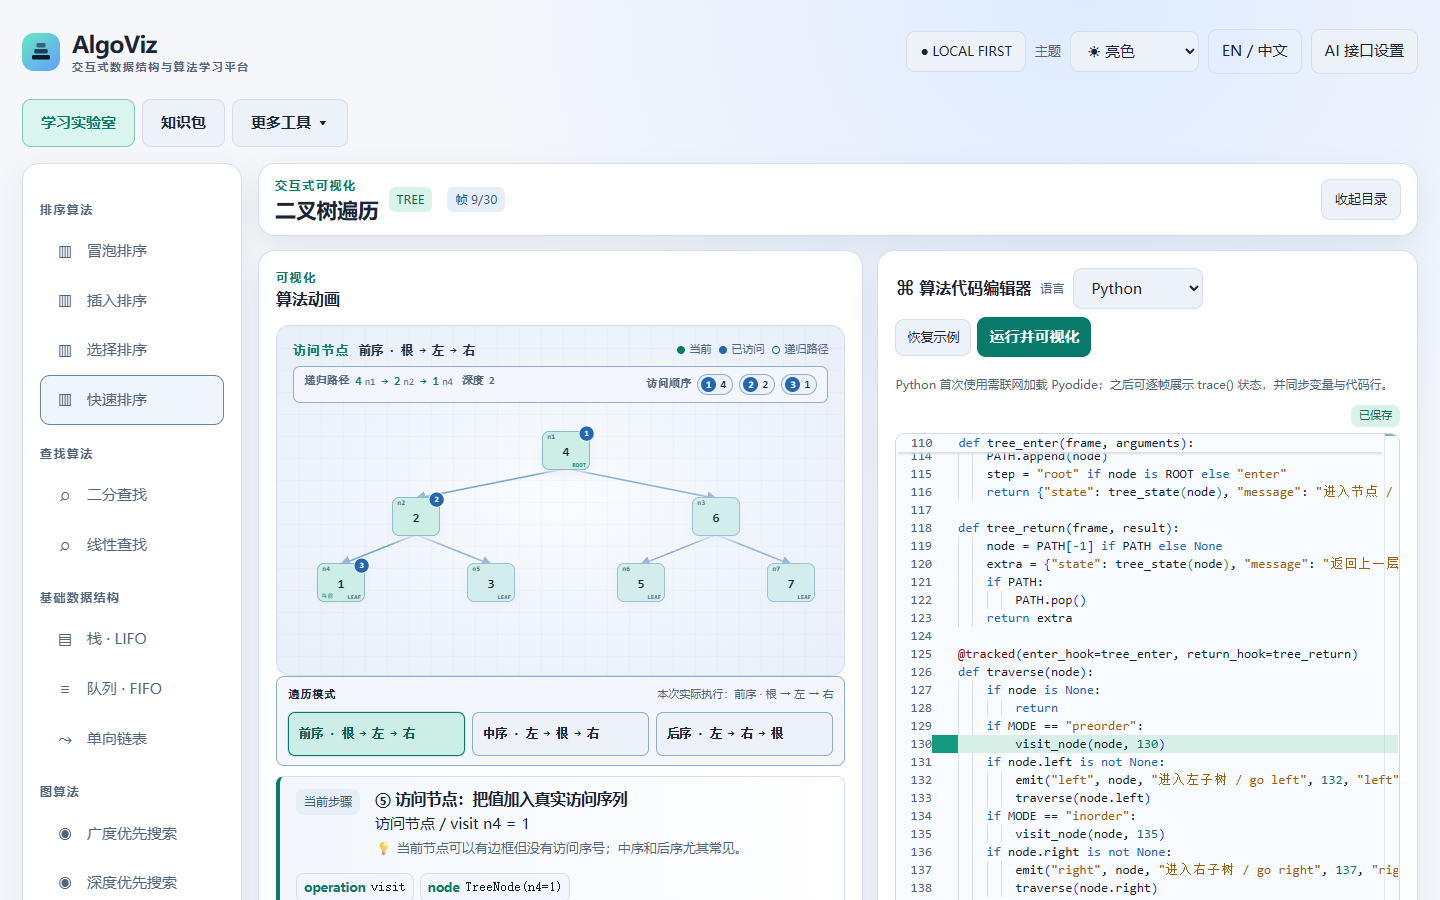 AlgoViz
交互式数据结构与算法学习平台
● LOCAL FIRST
主题
☀ 亮色
EN / 中文
AI 接口设置
学习实验室
知识包
更多工具 ▾
排序算法
▥ 冒泡排序
▥ 插入排序
▥ 选择排序
▥ 快速排序
查找算法
⌕ 二分查找
⌕ 线性查找
基础数据结构
▤ 栈 · LIFO
≡ 队列 · FIFO
⤳ 单向链表
图算法
◉ 广度优先搜索
◉ 深度优先搜索
交互式可视化
二叉树遍历
TREE
帧 9/30
收起目录
可视化
算法动画
访问节点 前序 · 根 → 左 → 右
当前 已访问 递归路径
递归路径 4 n1 → 2 n2 → 1 n4 深度 2
访问顺序 1 4 2 2 3 1
n1 4 ROOT 1
n2 2 2
n3 6
n4 1 当前 LEAF 3
n5 3 LEAF
n6 5 LEAF
n7 7 LEAF
遍历模式
本次实际执行：前序 · 根 → 左 → 右
前序 · 根 → 左 → 右
中序 · 左 → 根 → 右
后序 · 左 → 右 → 根
当前步骤
⑤ 访问节点：把值加入真实访问序列
访问节点 / visit n4 = 1
💡 当前节点可以有边框但没有访问序号；中序和后序尤其常见。
operation visit
node TreeNode(n4=1)
⌘ 算法代码编辑器
语言
Python
恢复示例
运行并可视化
Python 首次使用需联网加载 Pyodide；之后可逐帧展示 trace() 状态，并同步变量与代码行。
已保存
110 def tree_enter(frame, arguments):
114 PATH.append(node)
115 step = "root" if node is ROOT else "enter"
116 return {"state": tree_state(node), "message": "进入节点 /
117
118 def tree_return(frame, result):
119 node = PATH[-1] if PATH else None
120 extra = {"state": tree_state(node), "message": "返回上一层
121 if PATH:
122 PATH.pop()
123 return extra
124
125 @tracked(enter_hook=tree_enter, return_hook=tree_return)
126 def traverse(node):
127 if node is None:
128 return
129 if MODE == "preorder":
130 visit_node(node, 130)
131 if node.left is not None:
132 emit("left", node, "进入左子树 / go left", 132, "left"
133 traverse(node.left)
134 if MODE == "inorder":
135 visit_node(node, 135)
136 if node.right is not None:
137 emit("right", node, "进入右子树 / go right", 137, "rig
138 traverse(node.right)